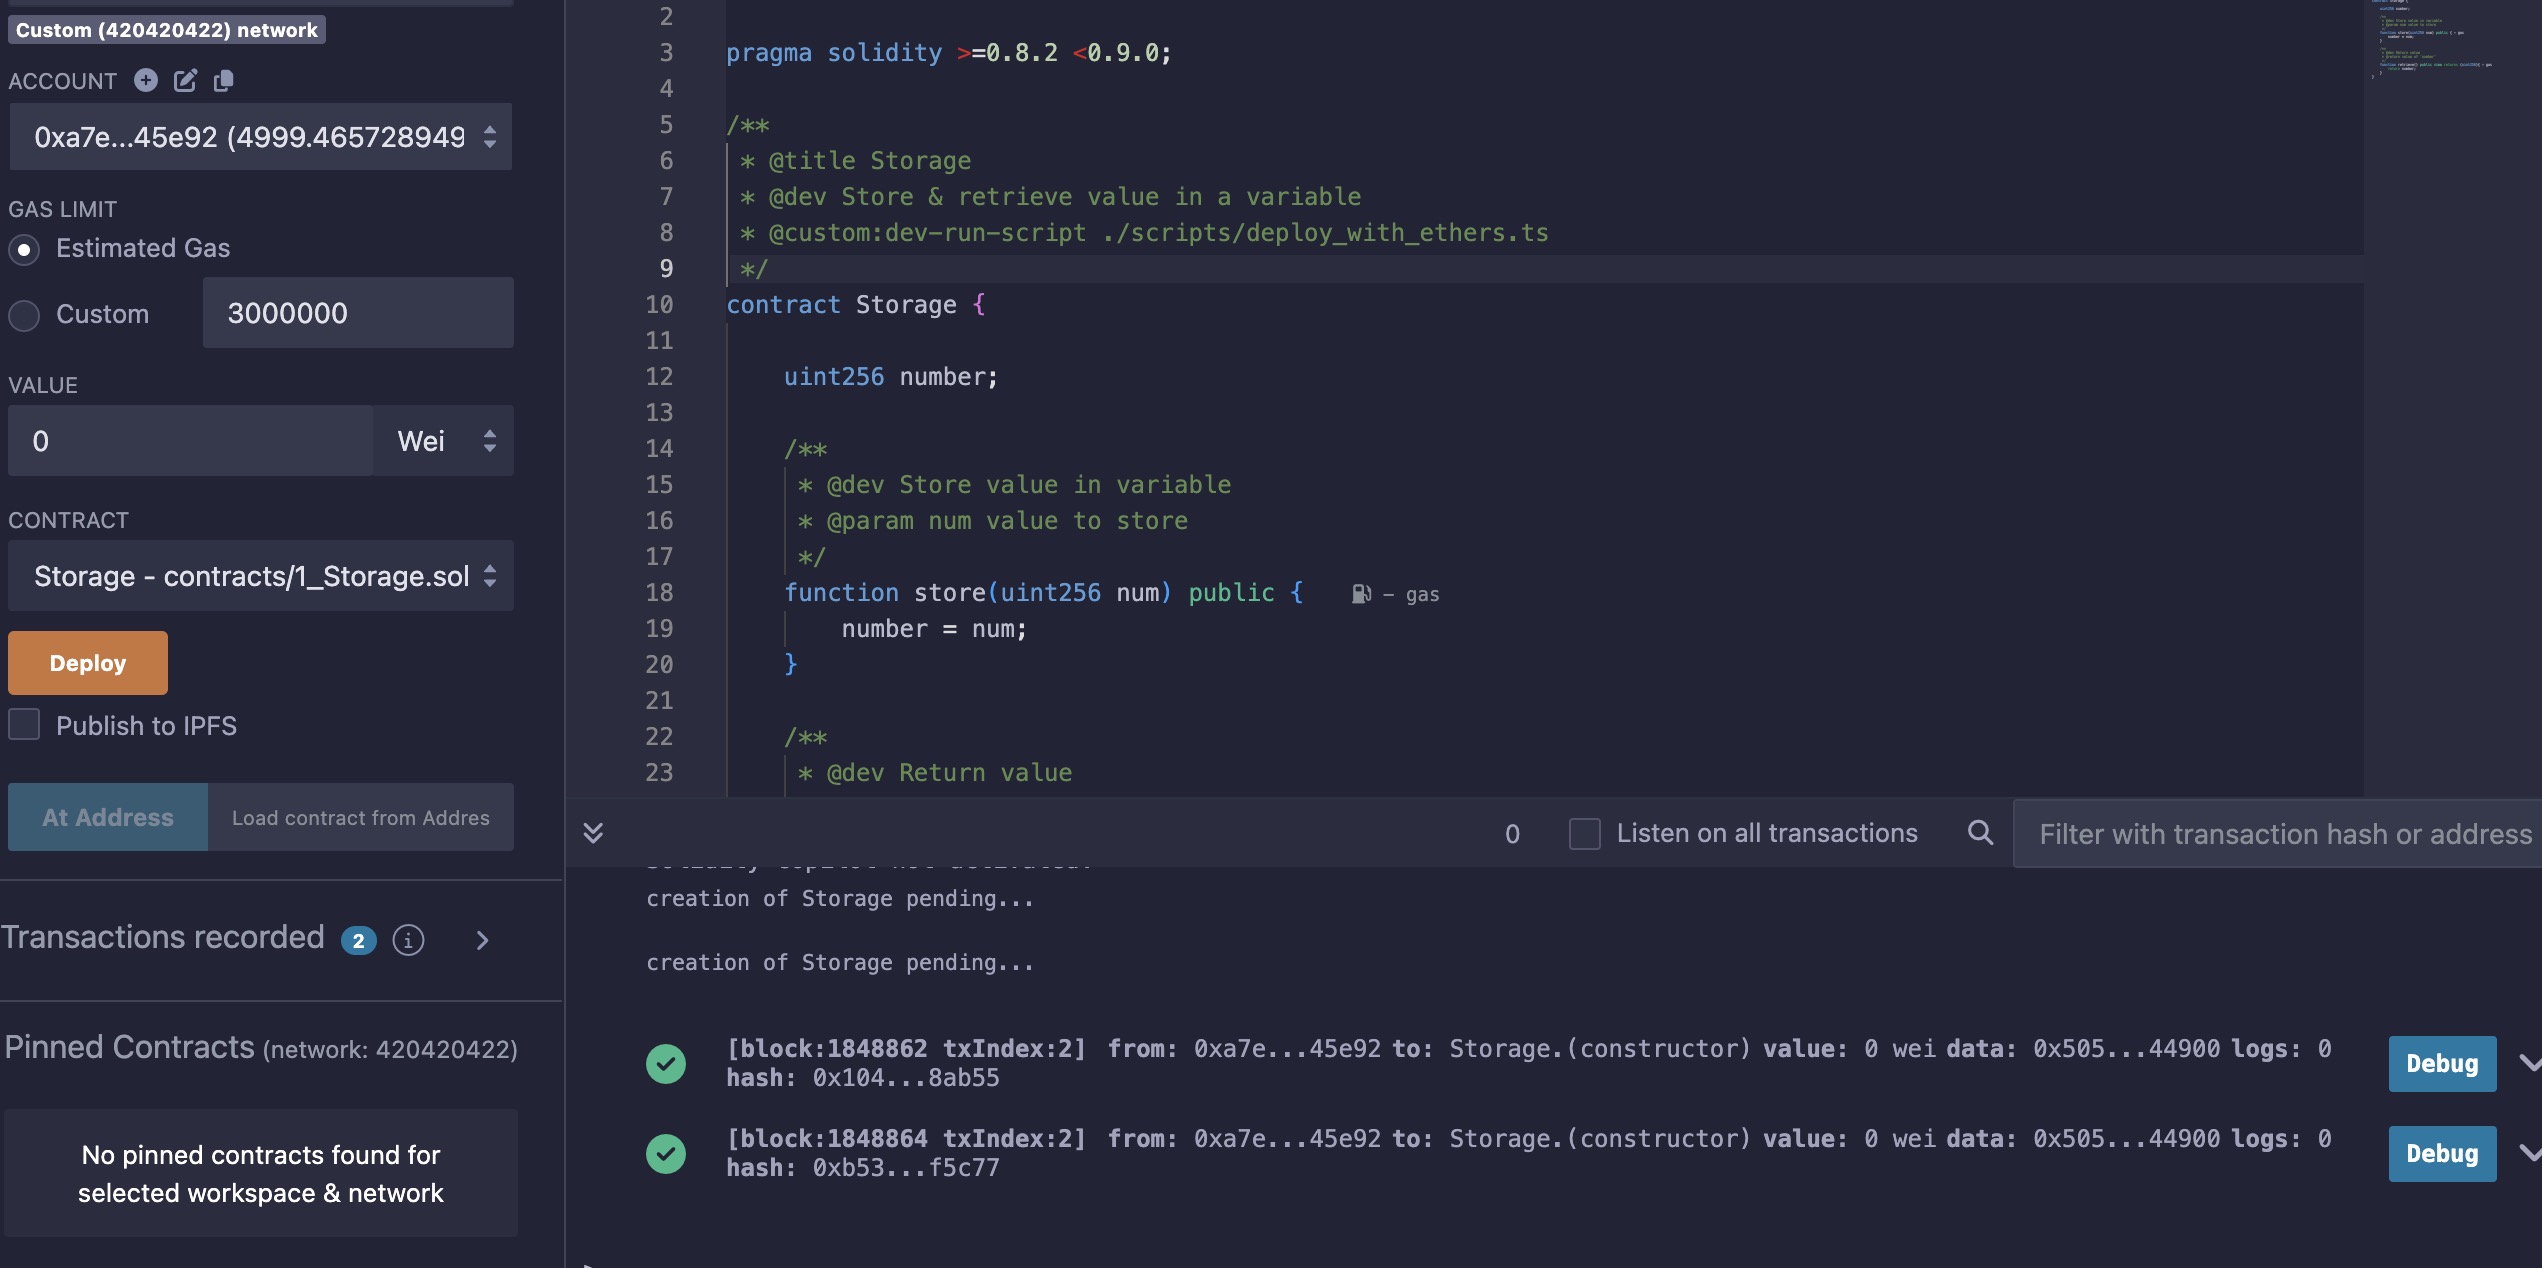 Custom (420420422) network
ACCOUNT
0xa7e...45e92 (4999.465728949
GAS LIMIT
Estimated Gas
Custom
3000000
VALUE
0
Wei
CONTRACT
Storage - contracts/1_Storage.sol
Deploy
Publish to IPFS
At Address
Load contract from Addres
Transactions recorded 2 i
Pinned Contracts (network: 420420422)
No pinned contracts found for
selected workspace & network
2
3 pragma solidity >=0.8.2 <0.9.0;
4
5 /**
6 * @title Storage
7 * @dev Store & retrieve value in a variable
8 * @custom:dev-run-script ./scripts/deploy_with_ethers.ts
9 */
10 contract Storage {
11
12 uint256 number;
13
14 /**
15 * @dev Store value in variable
16 * @param num value to store
17 */
18 function store(uint256 num) public { - gas
19 number = num;
20 }
21
22 /**
23 * @dev Return value
0
Listen on all transactions
Filter with transaction hash or address
creation of Storage pending...
creation of Storage pending...
[block:1848862 txIndex:2] from: 0xa7e...45e92 to: Storage.(constructor) value: 0 wei data: 0x505...44900 logs: 0
hash: 0x104...8ab55
Debug
[block:1848864 txIndex:2] from: 0xa7e...45e92 to: Storage.(constructor) value: 0 wei data: 0x505...44900 logs: 0
hash: 0xb53...f5c77
Debug